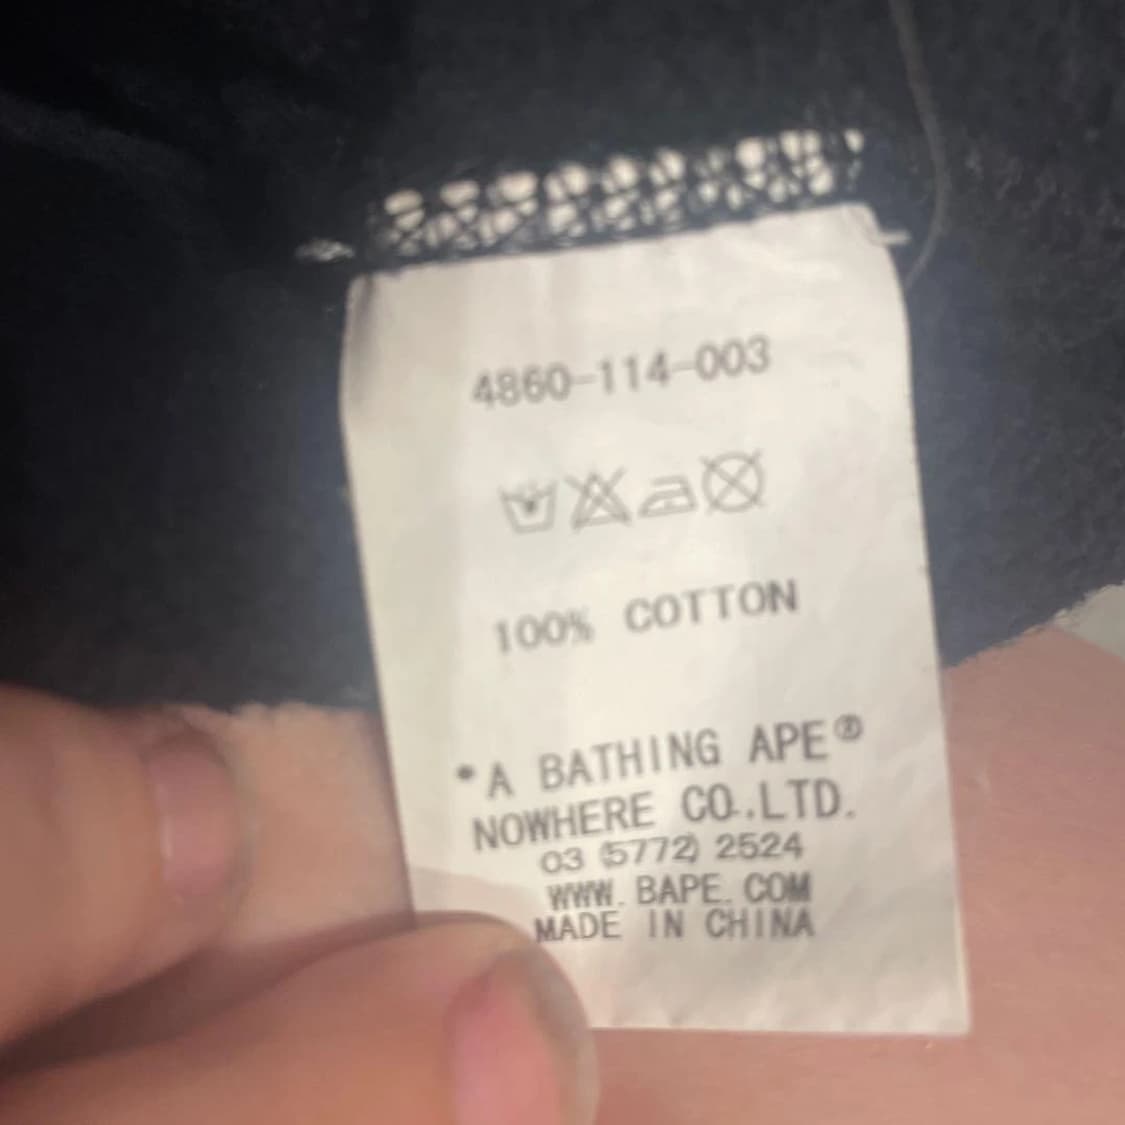 4860-114-003
100% COTTON
*A BATHING APE®
NOWHERE CO.,LTD.
03 (5772) 2524
WWW. BAPE. COM
MADE IN CHINA